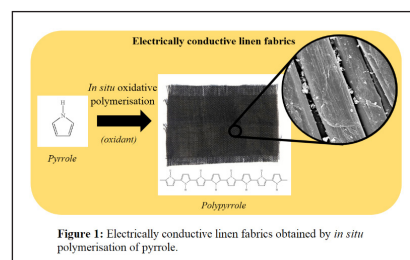 Electrically conductive linen fabrics
In situ oxidative
polymerisation
H
N
(oxidant)
Pyrrole
Polypyrrole
Figure 1: Electrically conductive linen fabrics obtained by in situ
polymerisation of pyrrole.